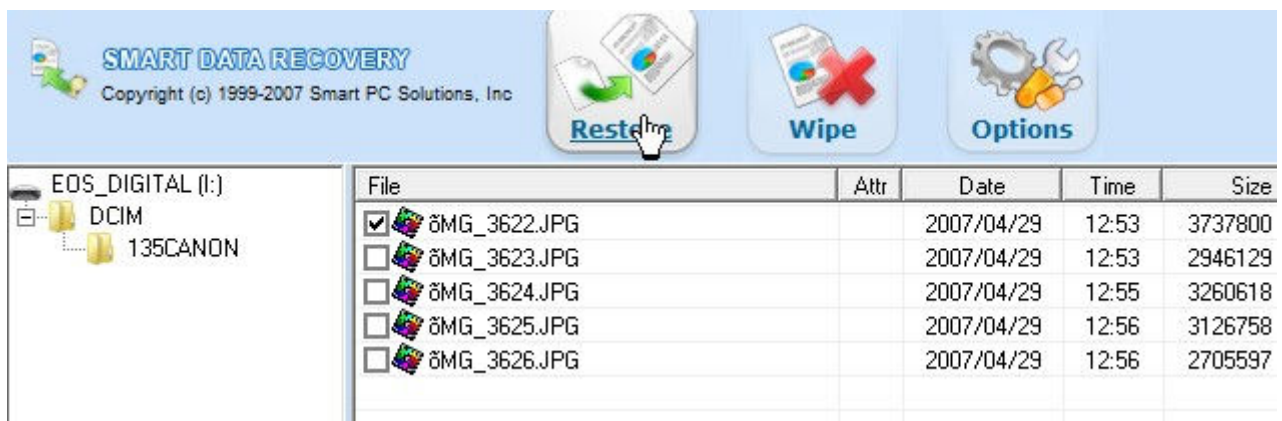 SMART DATA RECOVERY
Copyright (c) 1999-2007 Smart PC Solutions, Inc
Restore Wipe Options
EOS_DIGITAL (I:)
DCIM
135CANON
File Attr Date Time Size
õMG_3622.JPG 2007/04/29 12:53 3737800
õMG_3623.JPG 2007/04/29 12:53 2946129
õMG_3624.JPG 2007/04/29 12:55 3260618
õMG_3625.JPG 2007/04/29 12:56 3126758
õMG_3626.JPG 2007/04/29 12:56 2705597